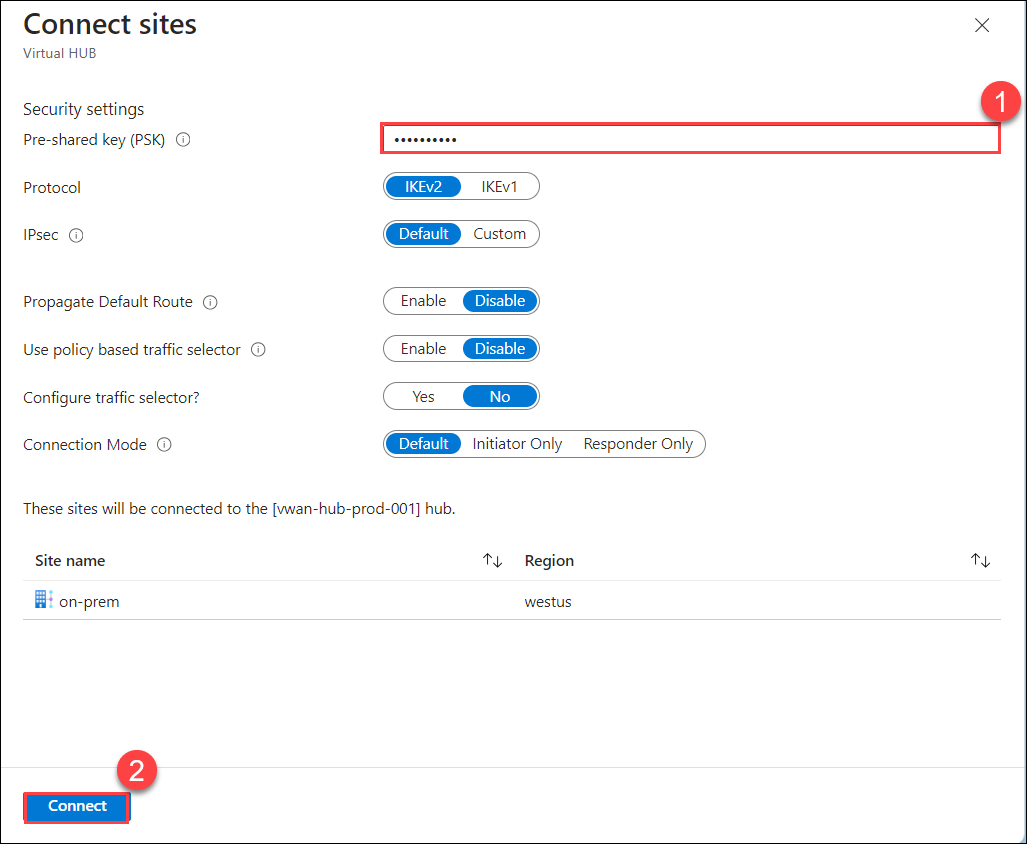 Connect sites
Virtual HUB
1
Security settings
Pre-shared key (PSK)
••••••••••
Protocol IKEv2 IKEv1
IPsec Default Custom
Propagate Default Route Enable Disable
Use policy based traffic selector Enable Disable
Configure traffic selector? Yes No
Connection Mode Default Initiator Only Responder Only
These sites will be connected to the [vwan-hub-prod-001] hub.
Site name Region
on-prem westus
2
Connect